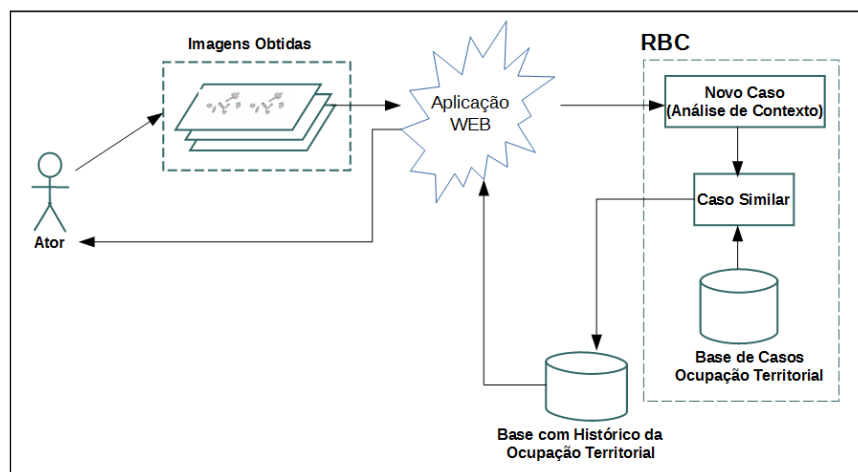 Imagens Obtidas
RBC
Aplicação
WEB
Novo Caso
(Análise de Contexto)
Caso Similar
Ator
Base de Casos
Ocupação Territorial
Base com Histórico da
Ocupação Territorial